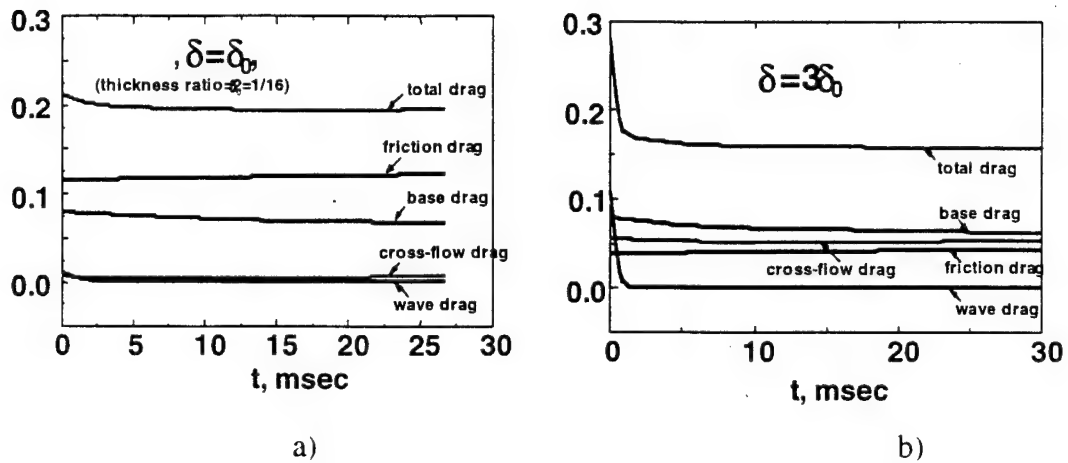 0.3
, δ=δ₀,
(thickness ratio= =1/16)
total drag
0.2
friction drag
0.1
base drag
cross-flow drag
0.0
wave drag
0 5 10 15 20 25 30
t, msec
a)
0.3
δ=3δ₀
0.2
total drag
0.1
base drag
cross-flow drag
friction drag
0.0
wave drag
0 10 20 30
t, msec
b)